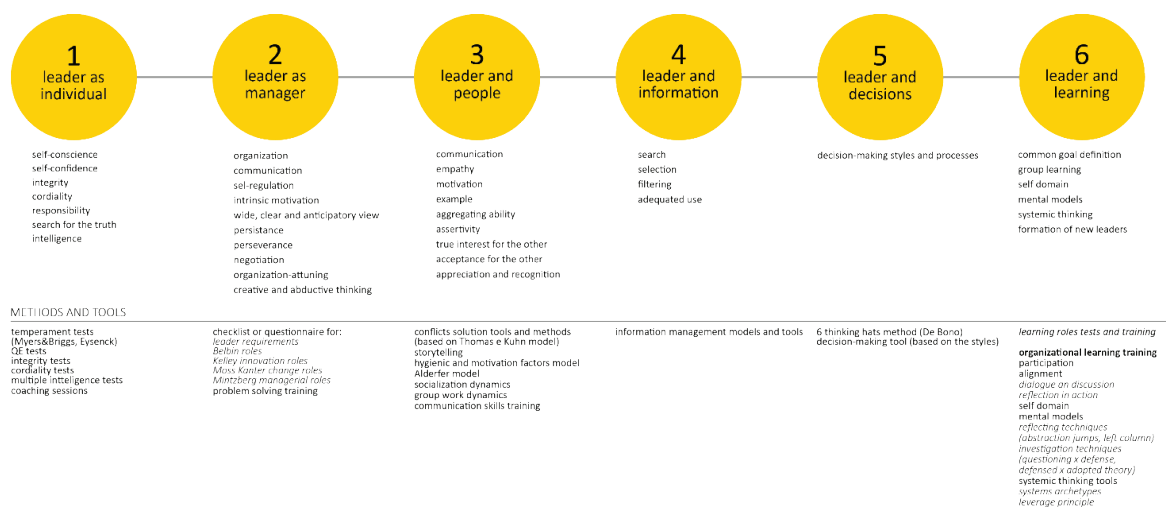 1
leader as
individual
2
leader as
manager
3
leader and
people
4
leader and
information
5
leader and
decisions
6
leader and
learning
self-conscience
self-confidence
integrity
cordiality
responsibility
search for the truth
intelligence
organization
communication
sel-regulation
intrinsic motivation
wide, clear and anticipatory view
persistance
perseverance
negotiation
organization-attuning
creative and abductive thinking
communication
empathy
motivation
example
aggregating ability
assertivity
true interest for the other
acceptance for the other
appreciation and recognition
search
selection
filtering
adequated use
decision-making styles and processes
common goal definition
group learning
self domain
mental models
systemic thinking
formation of new leaders
METHODS AND TOOLS
temperament tests
(Myers&Briggs, Eysenck)
QE tests
integrity tests
cordiality tests
multiple intteligence tests
coaching sessions
checklist or questionnaire for:
leader requirements
Belbin roles
Kelley innovation roles
Moss Kanter change roles
Mintzberg managenal roles
problem solving training
conflicts solution tools and methods
(based on Thomas e Kuhn model)
storytelling
hygienic and motivation factors model
Alderfer model
socialization dynamics
group work dynamics
communication skills training
information management models and tools
6 thinking hats method (De Bono)
decision-making tool (based on the styles)
learning roles tests and training
organizational learning training
participation
alignment
dialogue an discussion
reflection in action
self domain
mental models
reflecting techniques
(abstraction jumps, left column)
investigation techniques
(questioning x defense,
defensed x adopted theory)
systemic thinking tools
systems archetypes
leverage principle